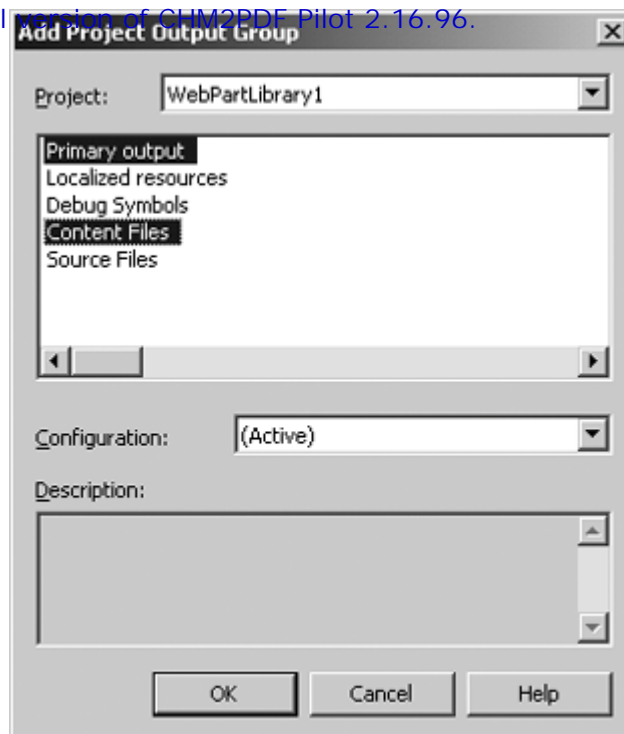 l version of CHM2PDF Pilot 2.16.96.
Add Project Output Group
Project: WebPartLibrary1
Primary output
Localized resources
Debug Symbols
Content Files
Source Files
Configuration: (Active)
Description:
OK Cancel Help